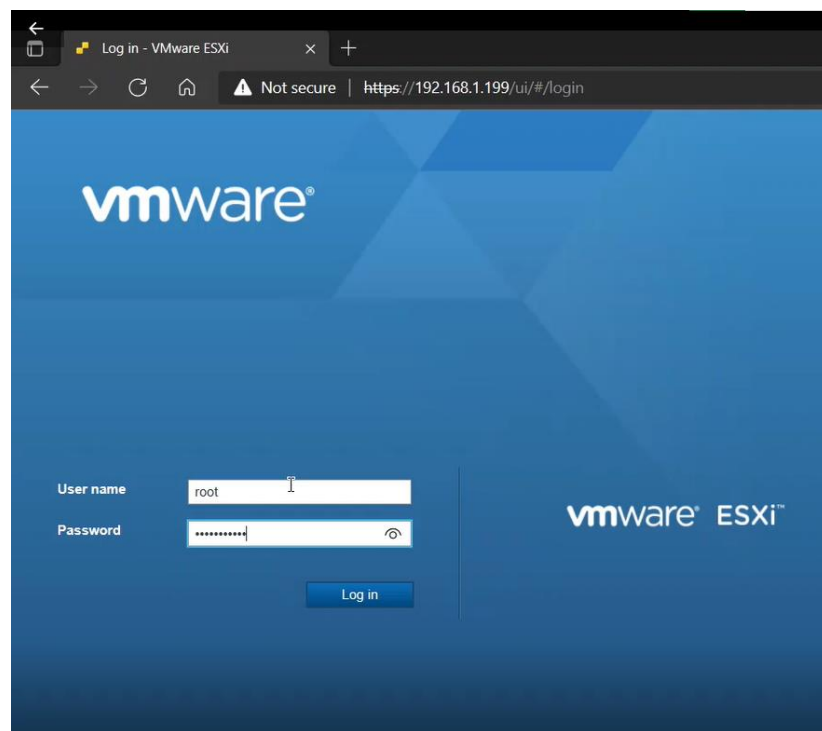 Log in - VMware ESXi
Not secure | https://192.168.1.199/ui/#/login
vmware®
User name
root
Password
•••••••••••
Log in
vmware® ESXi™